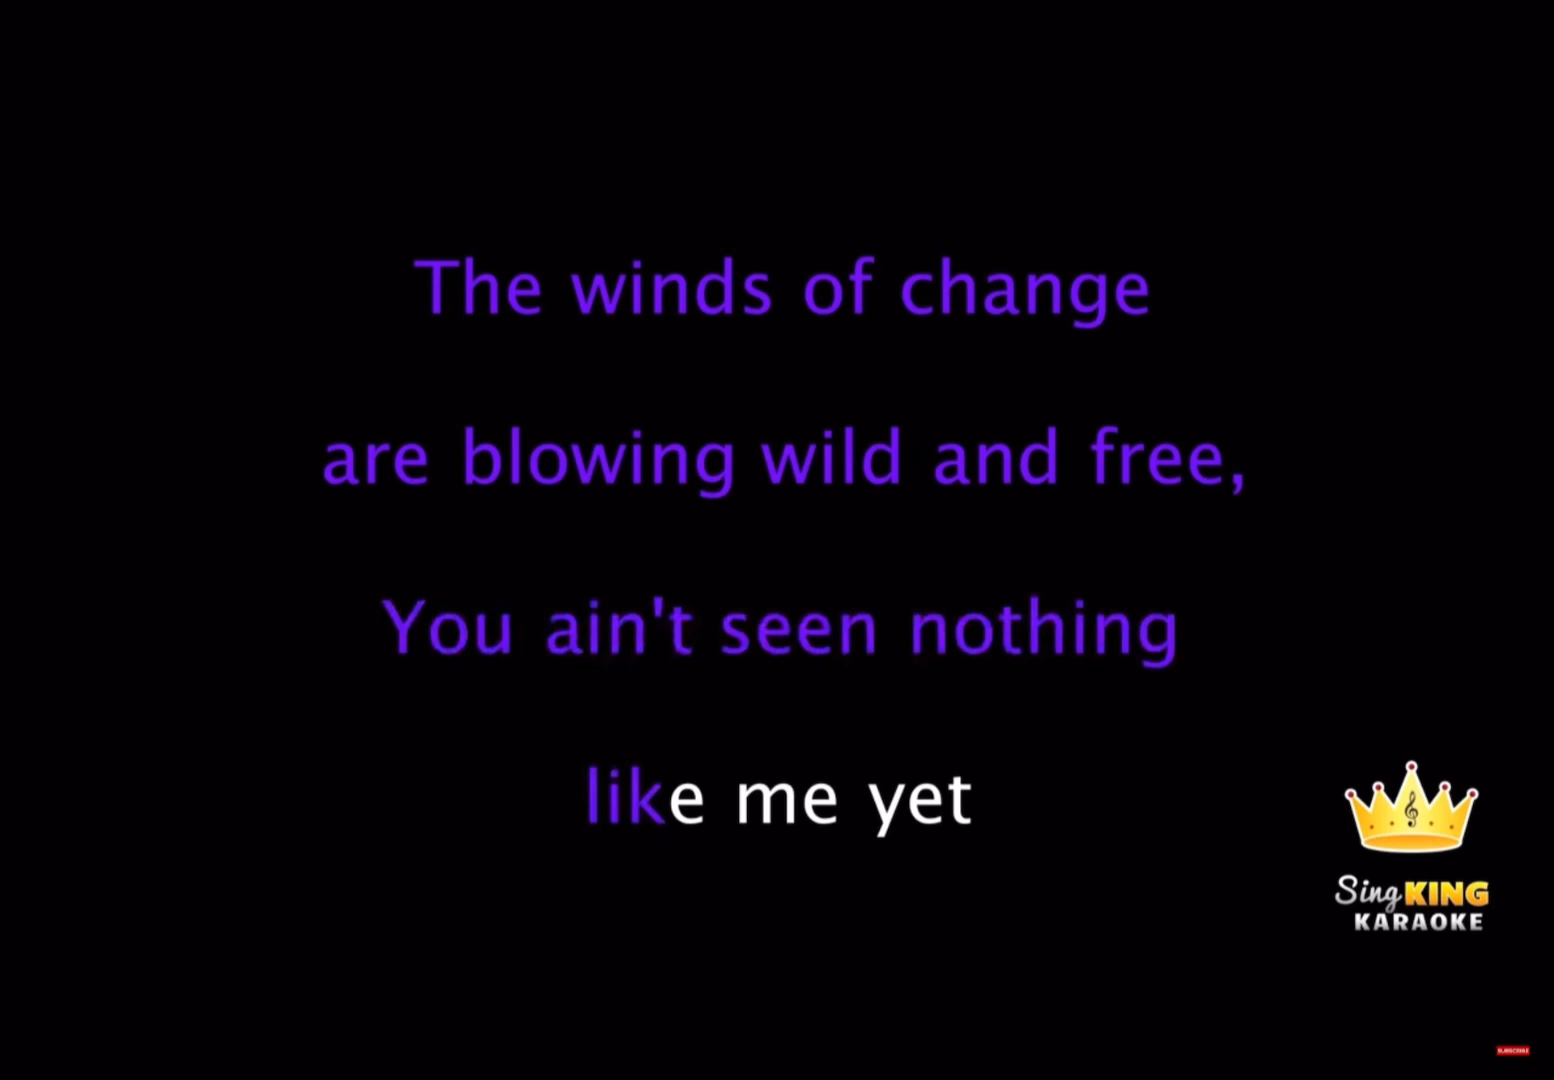 The winds of change
are blowing wild and free,
You ain't seen nothing
like me yet
Sing KING
KARAOKE
SUBSCRIBE